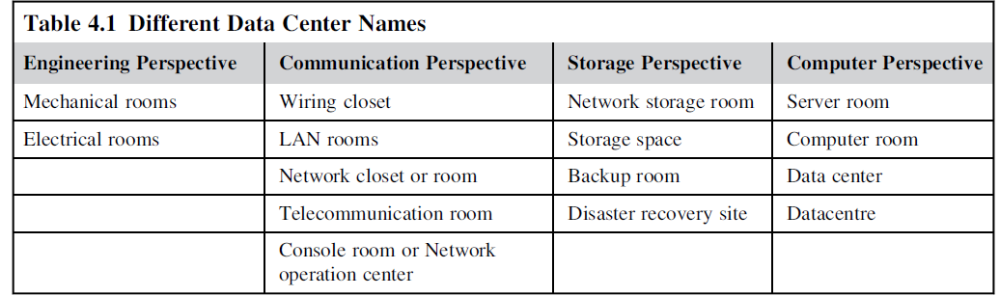 Table 4.1 Different Data Center Names
Engineering Perspective Communication Perspective Storage Perspective Computer Perspective
Mechanical rooms Wiring closet Network storage room Server room
Electrical rooms LAN rooms Storage space Computer room
Network closet or room Backup room Data center
Telecommunication room Disaster recovery site Datacentre
Console room or Network
operation center